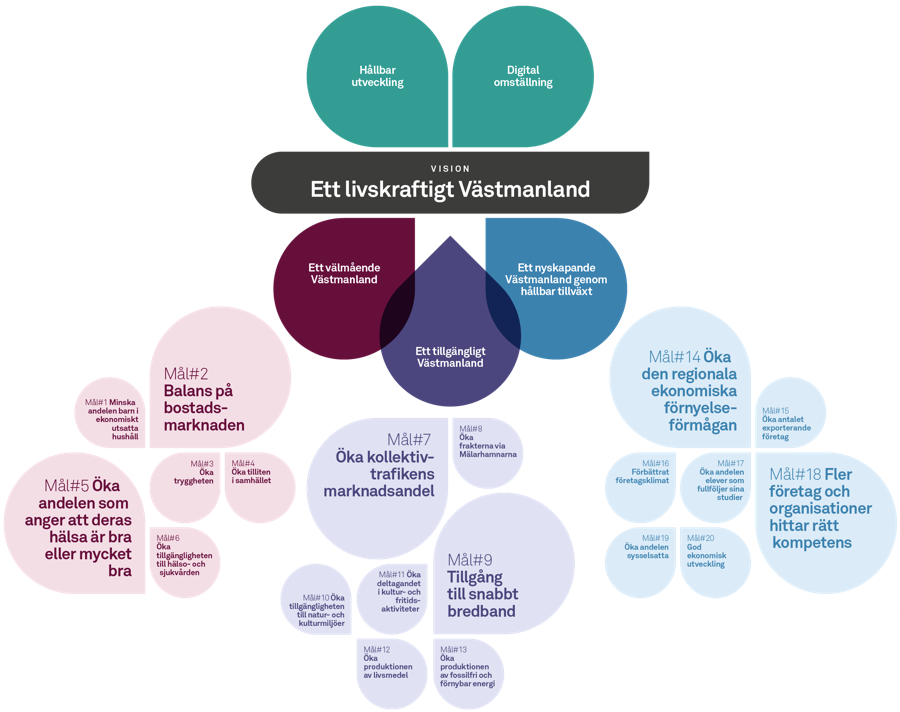 Hållbar
utveckling
Digital
omställning
VISION
Ett livskraftigt Västmanland
Ett välmående
Västmanland
Ett tillgängligt
Västmanland
Ett nyskapande
Västmanland genom
hållbar tillväxt
Mål#1 Minska
andelen barn i
ekonomiskt
utsatta
hushåll
Mål#2
Balans på
bostads-
marknaden
Mål#3
Öka
tryggheten
Mål#4
Öka tilliten
i samhället
Mål#5 Öka
andelen som
anger att deras
hälsa är bra
eller mycket
bra
Mål#6
Öka
tillgängligheten
till hälso- och
sjukvården
Mål#7
Öka kollektiv-
trafikens
marknadsandel
Mål#8
Öka
frakterna via
Mälarhamnarna
Mål#9
Tillgång
till snabbt
bredband
Mål#10 Öka
tillgängligheten
till natur- och
kulturmiljöer
Mål#11 Öka
deltagandet
i kultur- och
fritids-
aktiviteter
Mål#12
Öka
produktionen
av livsmedel
Mål#13
Öka
produktionen
av fossilfri och
förnybar energi
Mål#14 Öka
den regionala
ekonomiska
förnyelse-
förmågan
Mål#15
Öka antalet
exporterande
företag
Mål#16
Förbättrat
företagsklimat
Mål#17
Öka andelen
elever som
fullföljer sina
studier
Mål#18 Fler
företag och
organisationer
hittar rätt
kompetens
Mål#19
Öka andelen
sysselsatta
Mål#20
God
ekonomisk
utveckling